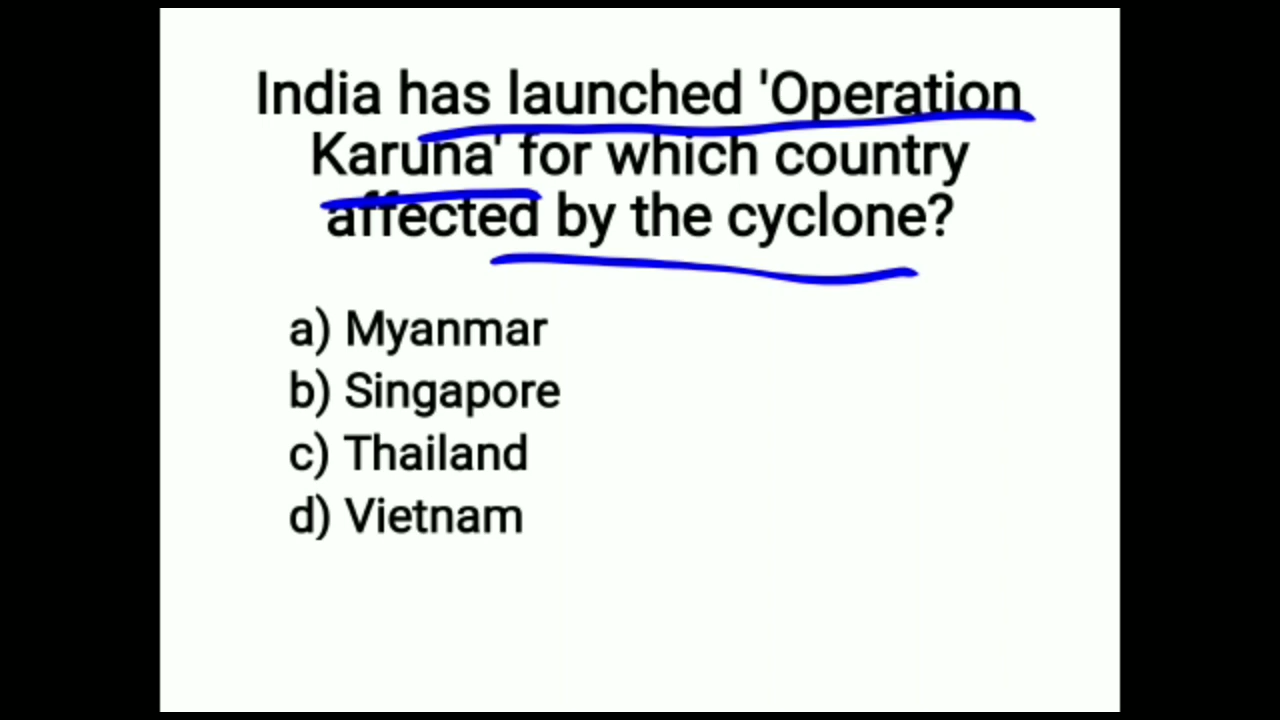 India has launched 'Operation
Karuna' for which country
affected by the cyclone?
a) Myanmar
b) Singapore
c) Thailand
d) Vietnam